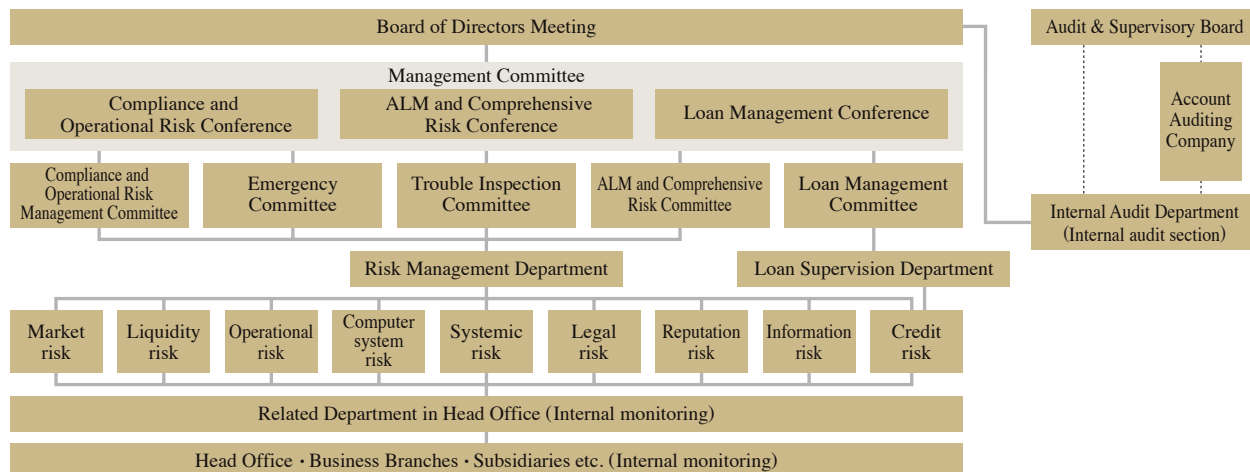 Board of Directors Meeting
Audit & Supervisory Board
Management Committee
Compliance and
Operational Risk Conference
ALM and Comprehensive
Risk Conference
Loan Management Conference
Account
Auditing
Company
Compliance and
Operational Risk
Management Committee
Emergency
Committee
Trouble Inspection
Committee
ALM and Comprehensive
Risk Committee
Loan Management
Committee
Internal Audit Department
(Internal audit section)
Risk Management Department
Loan Supervision Department
Market
risk
Liquidity
risk
Operational
risk
Computer
system
risk
Systemic
risk
Legal
risk
Reputation
risk
Information
risk
Credit
risk
Related Department in Head Office (Internal monitoring)
Head Office・Business Branches・Subsidiaries etc. (Internal monitoring)